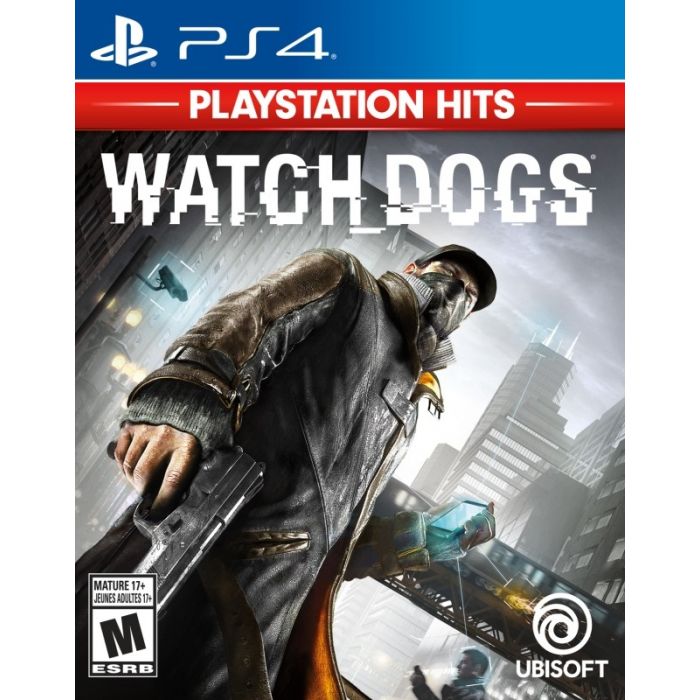 PS4
PLAYSTATION HITS
WATCH_DOGS
MATURE 17+
JEUNES ADULTES 17+
M
ESRB
UBISOFT